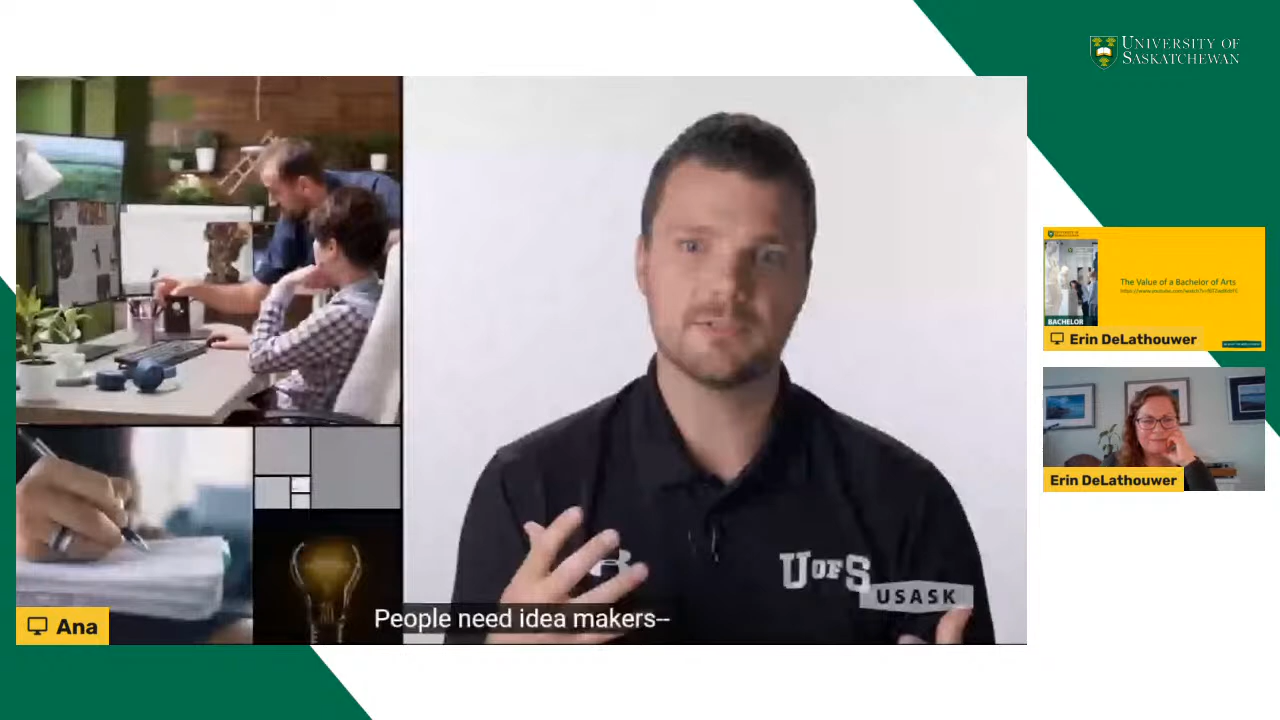 UNIVERSITY OF
SASKATCHEWAN
UofS
USASK
People need idea makers--
Ana
The Value of a Bachelor of Arts
BACHELOR
Erin DeLathouwer
Erin DeLathouwer